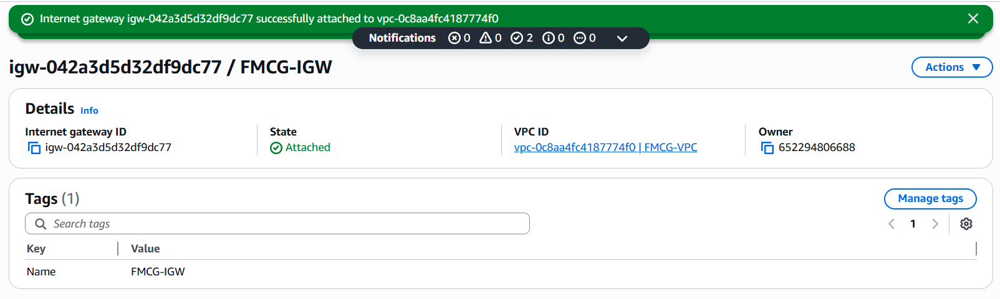 Internet gateway igw-042a3d5d32df9dc77 successfully attached to vpc-0c8aa4fc4187774f0
Notifications 0 0 2 0 0
igw-042a3d5d32df9dc77 / FMCG-IGW
Actions
Details Info
Internet gateway ID
igw-042a3d5d32df9dc77
State
Attached
VPC ID
vpc-0c8aa4fc4187774f0 | FMCG-VPC
Owner
652294806688
Tags (1)
Manage tags
Search tags
1
Key Value
Name FMCG-IGW